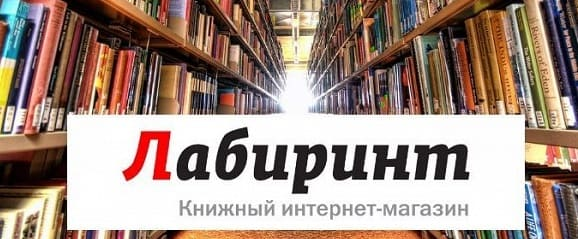 Лабиринт
Книжный интернет-магазин